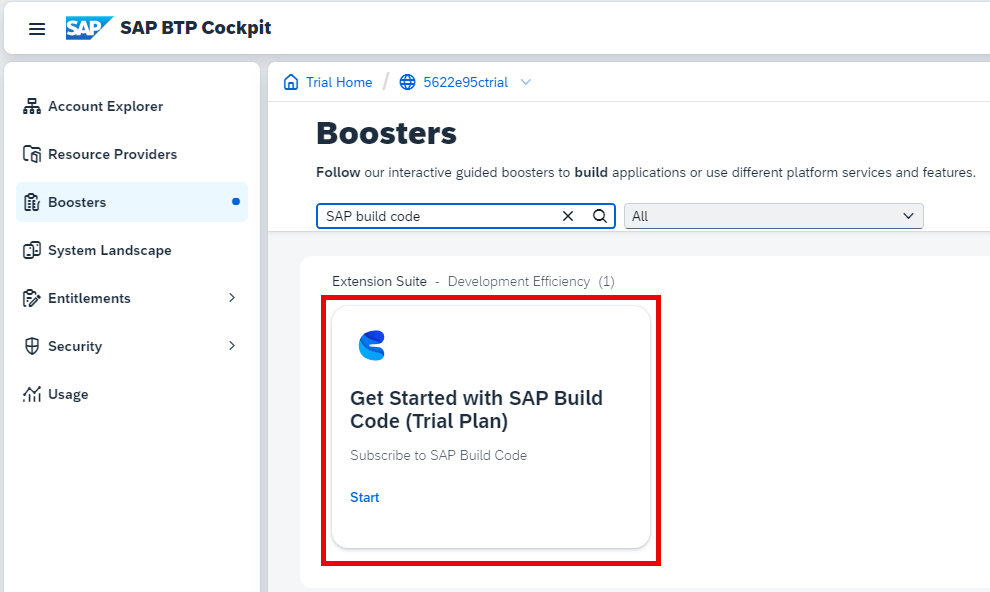 SAP SAP BTP Cockpit
Account Explorer
Resource Providers
Boosters
System Landscape
Entitlements
Security
Usage
Trial Home / 5622e95ctrial
Boosters
Follow our interactive guided boosters to build applications or use different platform services and features.
SAP build code
All
Extension Suite - Development Efficiency (1)
Get Started with SAP Build
Code (Trial Plan)
Subscribe to SAP Build Code
Start